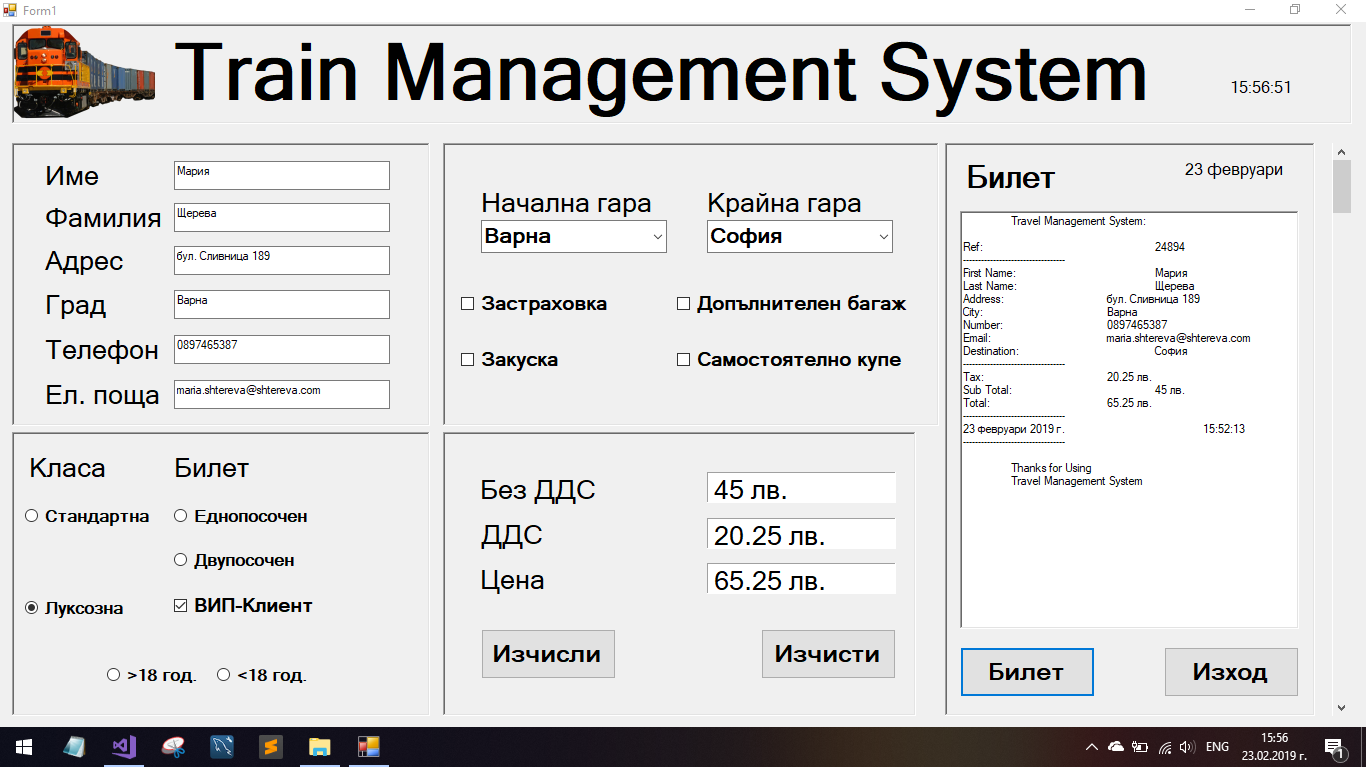 Form1
Train Management System
15:56:51
Име
Мария
Фамилия
Щерева
Адрес
бул. Сливница 189
Град
Варна
Телефон
0897465387
Ел. поща
maria.shtereva@shtereva.com
Начална гара
Крайна гара
Варна
София
Застраховка
Допълнителен багаж
Закуска
Самостоятелно купе
Класа
Билет
Стандартна
Еднопосочен
Двупосочен
Луксозна
ВИП-Клиент
>18 год.
<18 год.
Без ДДС
45 лв.
ДДС
20.25 лв.
Цена
65.25 лв.
Изчисли
Изчисти
Билет
23 февруари
Travel Management System:
Ref: 24894
----------------------------------
First Name: Мария
Last Name: Щерева
Address: бул. Сливница 189
City: Варна
Number: 0897465387
Email: maria.shtereva@shtereva.com
Destination: София
----------------------------------
Tax: 20.25 лв.
Sub Total: 45 лв.
Total: 65.25 лв.
----------------------------------
23 февруари 2019 г. 15:52:13
----------------------------------
Thanks for Using
Travel Management System
Билет
Изход
ENG
15:56
23.02.2019 г.
1